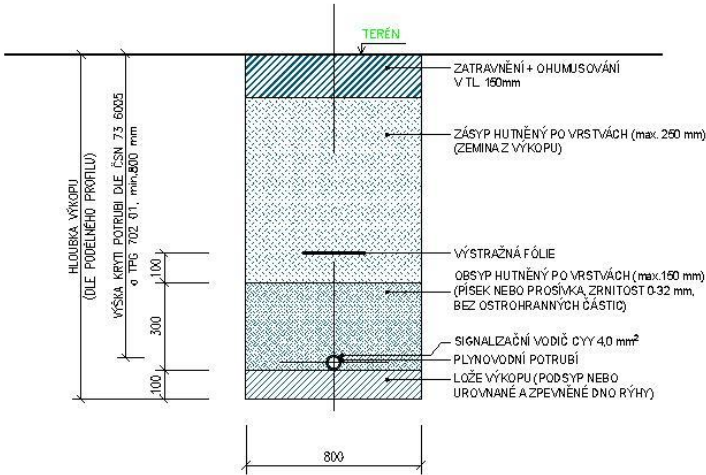 TERÉN
ZATRAVNĚNÍ + OHUMUSOVÁNÍ
V TL. 150mm
ZÁSYP HUTNĚNÝ PO VRSTVÁCH (max. 250 mm)
(ZEMINA Z VÝKOPU)
VÝSTRAŽNÁ FÓLIE
OBSYP HUTNĚNÝ PO VRSTVÁCH (max.150 mm)
(PÍSEK NEBO PROSÍVKA, ZRNITOST 0-32 mm,
BEZ OSTROHRANNÝCH ČÁSTIC)
SIGNALIZAČNÍ VODIČ CYY 4,0 mm²
PLYNOVODNÍ POTRUBÍ
LOŽE VÝKOPU (PODSYP NEBO
UROVNANÉ A ZPEVNĚNÉ DNO RÝHY)
HLOUBKA VÝKOPU
(DLE PODÉLNÉHO PROFILU)
VÝŠKA KRYTÍ POTRUBI DLE ČSN 73 6005
a TPG 702 01, min.800 mm
100
300
100
800